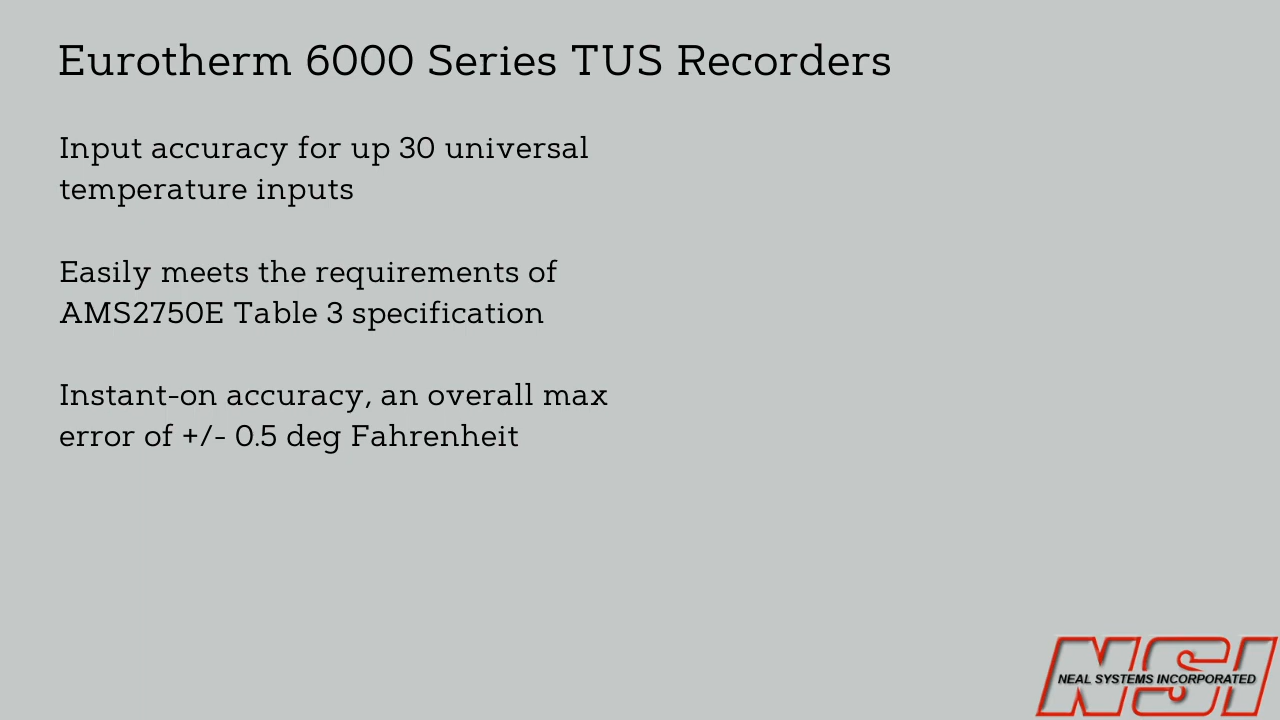 Eurotherm 6000 Series TUS Recorders
Input accuracy for up 30 universal
temperature inputs
Easily meets the requirements of
AMS2750E Table 3 specification
Instant-on accuracy, an overall max
error of +/- 0.5 deg Fahrenheit
NSI
NEAL SYSTEMS INCORPORATED